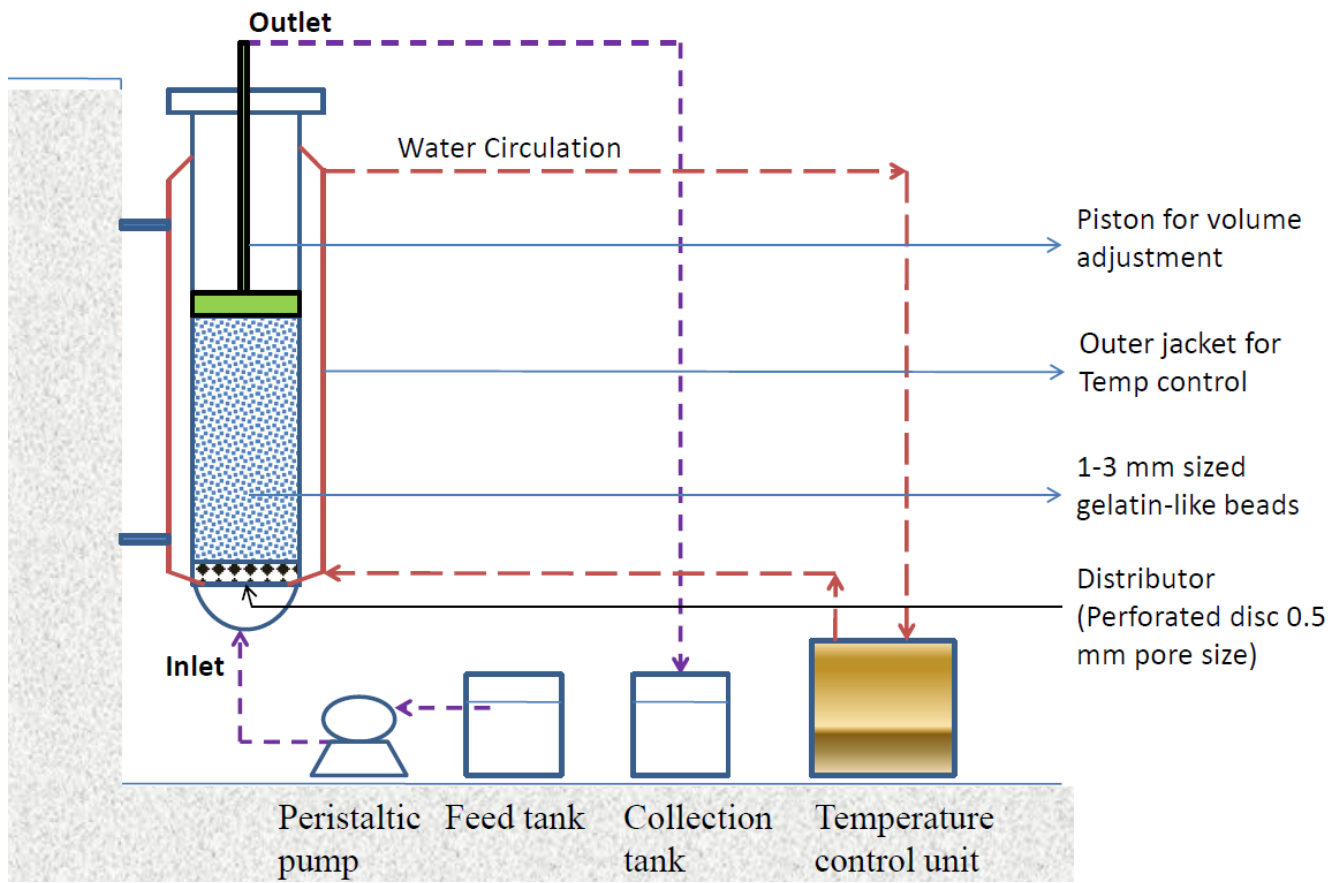 Outlet
Water Circulation
Piston for volume
adjustment
Outer jacket for
Temp control
1-3 mm sized
gelatin-like beads
Distributor
(Perforated disc 0.5
mm pore size)
Inlet
Peristaltic
pump
Feed tank
Collection
tank
Temperature
control unit